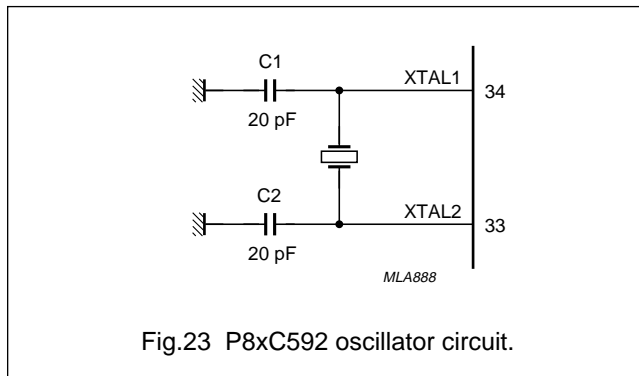 C1
XTAL1
34
20 pF
C2
XTAL2
33
20 pF
MLA888
Fig.23 P8xC592 oscillator circuit.